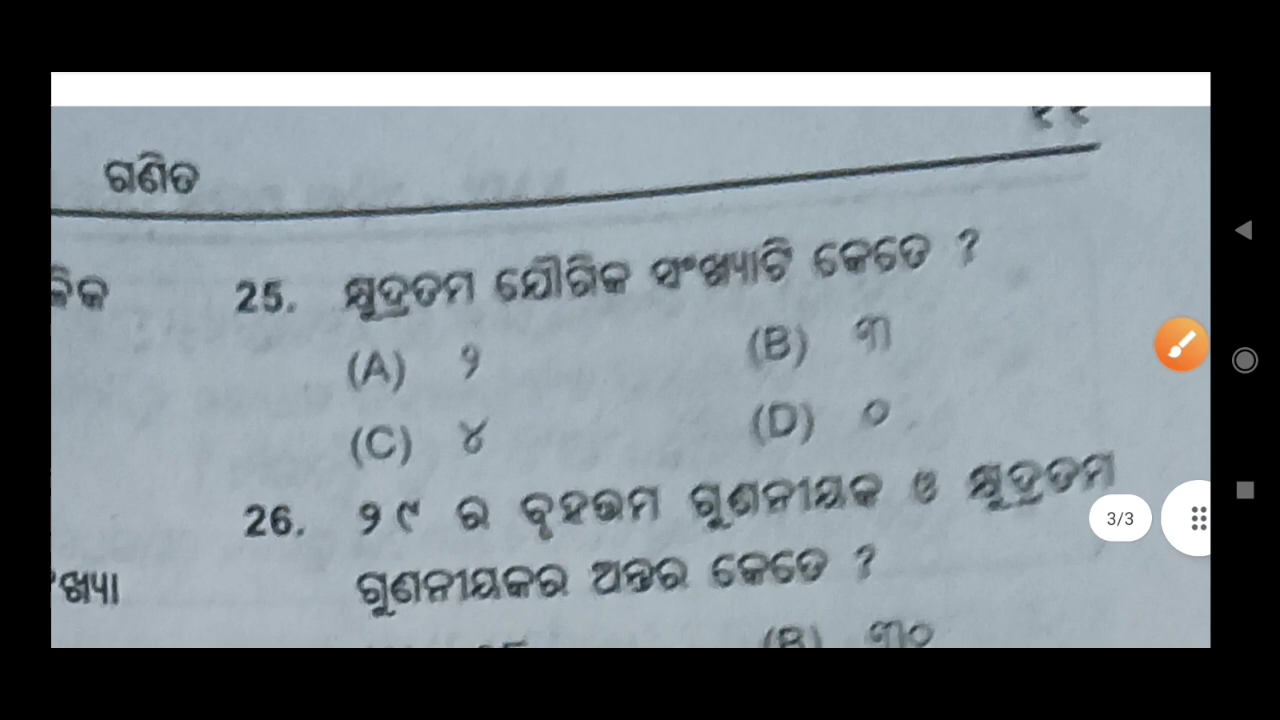 ଗଣିତ
25. କ୍ଷୁଦ୍ରତମ ଯୌଗିକ ସଂଖ୍ୟାଟି କେତେ ?
(A) ୨ (B) ୩
(C) ୪ (D) ୦
26. ୨୯ ର ବୃହତ୍ତମ ଗୁଣନୀୟକ ଓ କ୍ଷୁଦ୍ରତମ
ଗୁଣନୀୟକର ଅନ୍ତର କେତେ ?
ଖ୍ୟା
(B) ୩୦
3/3